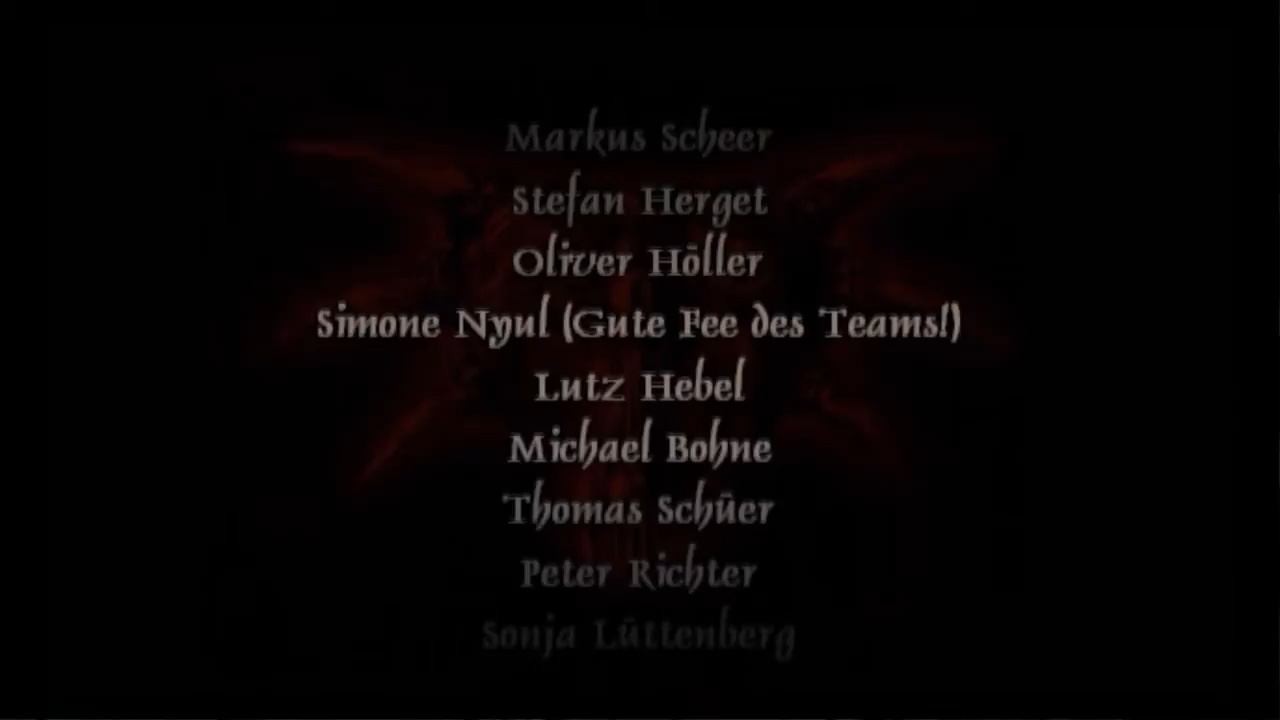 Markus Scheer
Stefan Herget
Oliver Höller
Simone Nyul (Gute Fee des Teams!)
Lutz Hebel
Michael Bohne
Thomas Schüer
Peter Richter
Sonja Lüttenberg